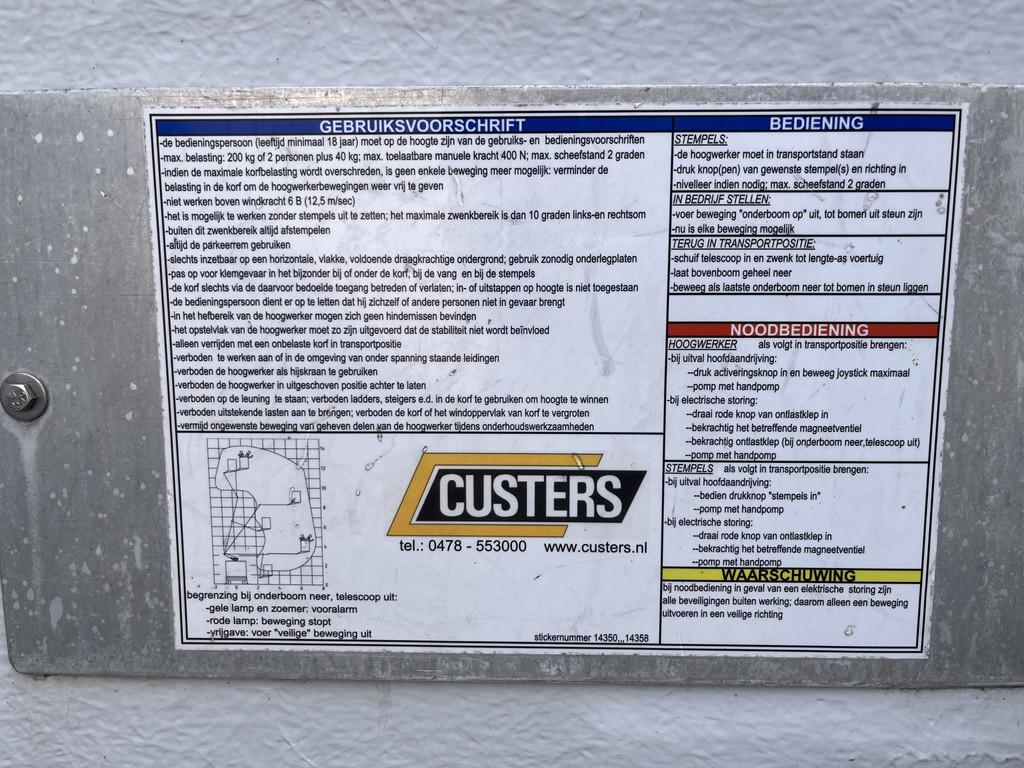 GEBRUIKSVOORSCHRIFT
-de bedieningspersoon (leeftijd minimaal 18 jaar) moet op de hoogte zijn van de gebruiks- en bedieningsvoorschriften
-max. belasting: 200 kg of 2 personen plus 40 kg; max. toelaatbare manuele kracht 400 N; max. scheefstand 2 graden
-indien de maximale korfbelasting wordt overschreden, is geen enkele beweging meer mogelijk: verminder de
belasting in de korf om de hoogwerkerbewegingen weer vrij te geven
-niet werken boven windkracht 6 B (12,5 m/sec)
-het is mogelijk te werken zonder stempels uit te zetten; het maximale zwenkbereik is dan 10 graden links-en rechtsom
-buiten dit zwenkbereik altijd afstempelen
-altijd de parkeerrem gebruiken
-slechts inzetbaar op een horizontale, vlakke, voldoende draagkrachtige ondergrond; gebruik zonodig onderlegplaten
-pas op voor klemgevaar in het bijzonder bij of onder de korf, bij de vang en bij de stempels
-de korf slechts via de daarvoor bedoelde toegang betreden of verlaten; in- of uitstappen op hoogte is niet toegestaan
-de bedieningspersoon dient er op te letten dat hij zichzelf of andere personen niet in gevaar brengt
-in het hefbereik van de hoogwerker mogen zich geen hindernissen bevinden
-het opstelvlak van de hoogwerker moet zo zijn uitgevoerd dat de stabiliteit niet wordt beïnvloed
-alleen verrijden met een onbelaste korf in transportpositie
-verboden te werken aan of in de omgeving van onder spanning staande leidingen
-verboden de hoogwerker als hijskraan te gebruiken
-verboden de hoogwerker in uitgeschoven positie achter te laten
-verboden op de leuning te staan; verboden ladders, steigers e.d. in de korf te gebruiken om hoogte te winnen
-verboden uitstekende lasten aan te brengen; verboden de korf of het windoppervlak van korf te vergroten
-vermijd ongewenste beweging van geheven delen van de hoogwerker tijdens onderhoudswerkzaamheden
CUSTERS
tel.: 0478 - 553000 www.custers.nl
begrenzing bij onderboom neer, telescoop uit:
-gele lamp en zoemer: vooralarm
-rode lamp: beweging stopt
-vrijgave: voer "veilige" beweging uit
stickernummer 14350,,,14358
BEDIENING
STEMPELS:
-de hoogwerker moet in transportstand staan
-druk knop(pen) van gewenste stempel(s) en richting in
-nivelleer indien nodig; max. scheefstand 2 graden
IN BEDRIJF STELLEN:
-voer beweging "onderboom op" uit, tot bomen uit steun zijn
-nu is elke beweging mogelijk
TERUG IN TRANSPORTPOSITIE:
-schuif telescoop in en zwenk tot lengte-as voertuig
-laat bovenboom geheel neer
-beweeg als laatste onderboom neer tot bomen in steun liggen
NOODBEDIENING
HOOGWERKER als volgt in transportpositie brengen:
-bij uitval hoofdaandrijving:
--druk activeringsknop in en beweeg joystick maximaal
--pomp met handpomp
-bij electrische storing:
--draai rode knop van ontlastklep in
--bekrachtig het betreffende magneetventiel
--bekrachtig ontlastklep (bij onderboom neer,telescoop uit)
--pomp met handpomp
STEMPELS als volgt in transportpositie brengen:
-bij uitval hoofdaandrijving:
--bedien drukknop "stempels in"
--pomp met handpomp
-bij electrische storing:
--draai rode knop van ontlastklep in
--bekrachtig het betreffende magneetventiel
--pomp met handpomp
WAARSCHUWING
bij noodbediening in geval van een elektrische storing zijn
alle beveiligingen buiten werking; daarom alleen een beweging
uitvoeren in een veilige richting